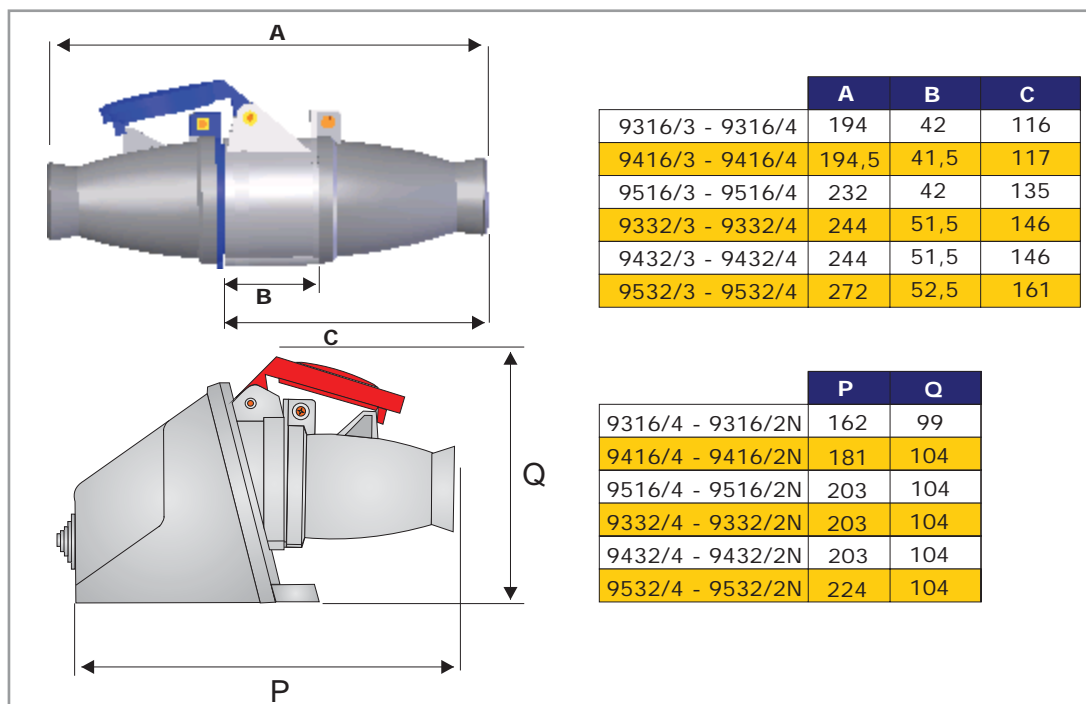 A
B
C
A B C
9316/3 - 9316/4 194 42 116
9416/3 - 9416/4 194,5 41,5 117
9516/3 - 9516/4 232 42 135
9332/3 - 9332/4 244 51,5 146
9432/3 - 9432/4 244 51,5 146
9532/3 - 9532/4 272 52,5 161
Q
P
P Q
9316/4 - 9316/2N 162 99
9416/4 - 9416/2N 181 104
9516/4 - 9516/2N 203 104
9332/4 - 9332/2N 203 104
9432/4 - 9432/2N 203 104
9532/4 - 9532/2N 224 104